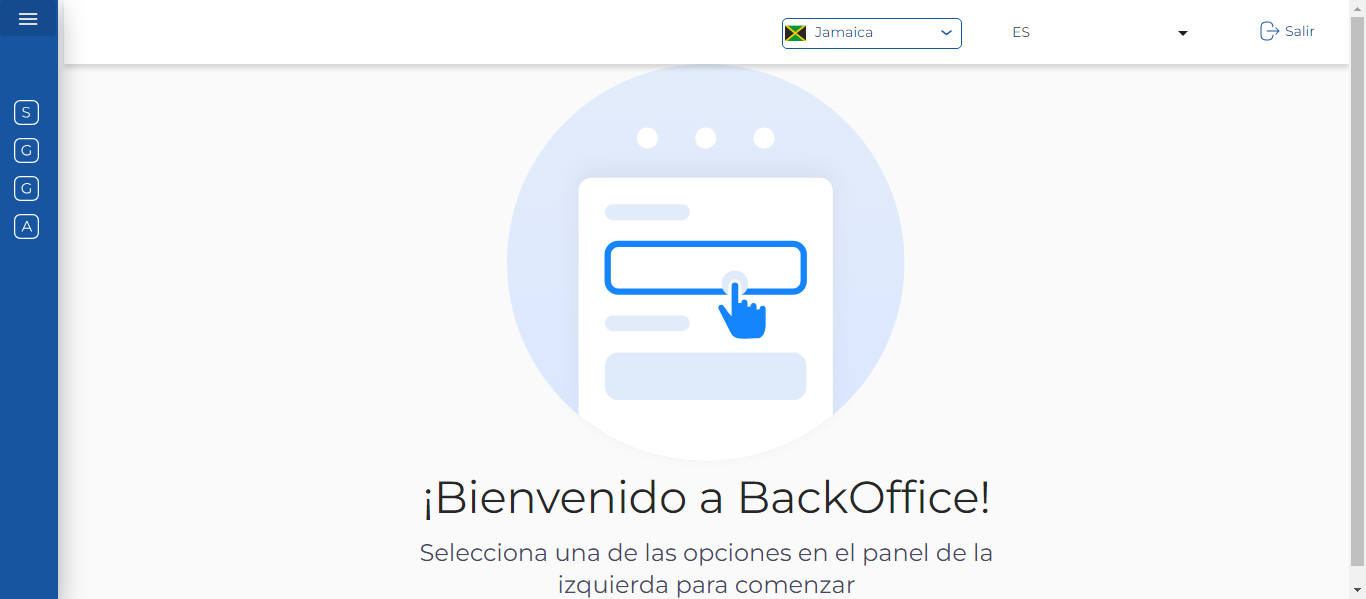 Jamaica
ES
Salir
S
G
G
A
¡Bienvenido a BackOffice!
Selecciona una de las opciones en el panel de la
izquierda para comenzar